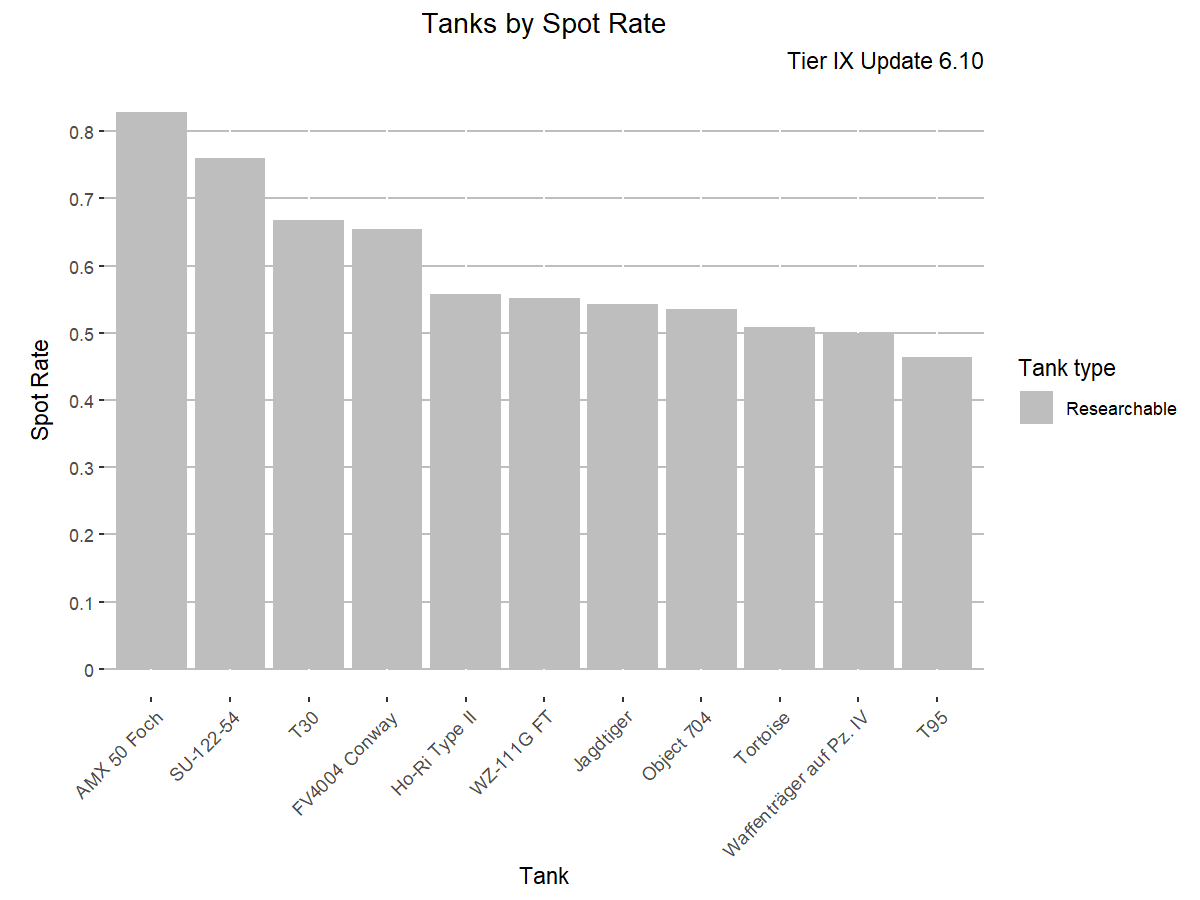 Tanks by Spot Rate
Tier IX Update 6.10
Spot Rate
0.8
0.7
0.6
0.5
0.4
0.3
0.2
0.1
0
AMX 50 Foch
SU-122-54
T30
FV4004 Conway
Ho-Ri Type II
WZ-111G FT
Jagdtiger
Object 704
Tortoise
Waffenträger auf Pz. IV
T95
Tank
Tank type
Researchable